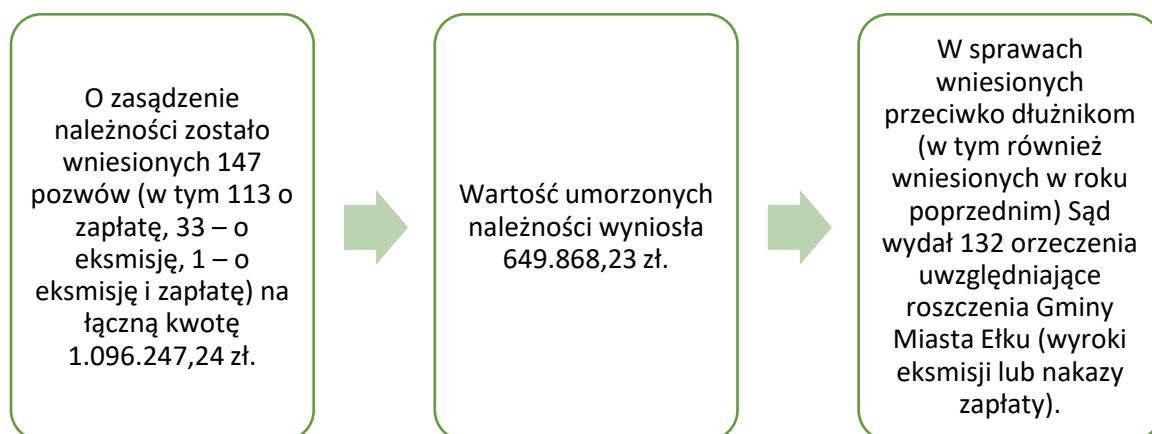 O zasądzenie
należności zostało
wniesionych 147
pozwów (w tym 113 o
zapłatę, 33 – o
eksmisję, 1 – o
eksmisję i zapłatę) na
łączną kwotę
1.096.247,24 zł.
Wartość umorzonych
należności wyniosła
649.868,23 zł.
W sprawach
wniesionych
przeciwko dłużnikom
(w tym również
wniesionych w roku
poprzednim) Sąd
wydał 132 orzeczenia
uwzględniające
roszczenia Gminy
Miasta Ełku (wyroki
eksmisji lub nakazy
zapłaty).